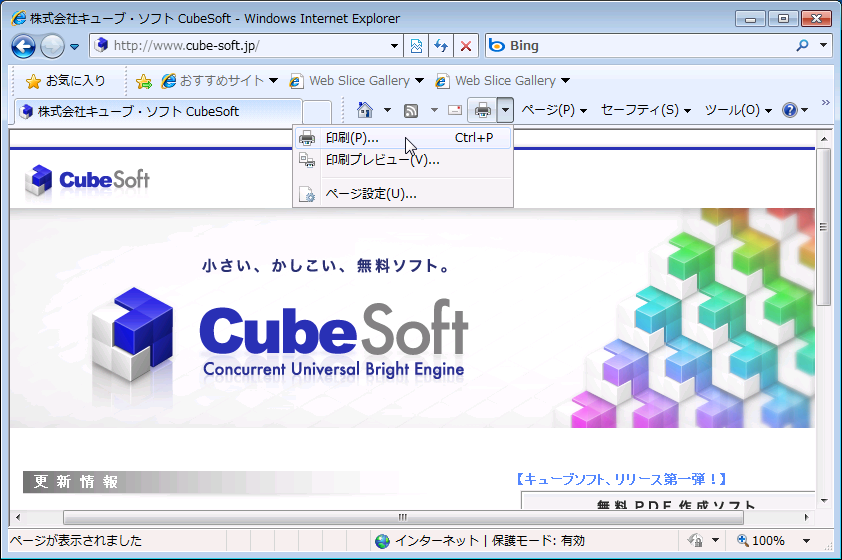 株式会社キューブ・ソフト CubeSoft - Windows Internet Explorer
http://www.cube-soft.jp/
Bing
お気に入り
おすすめサイト
Web Slice Gallery
Web Slice Gallery
株式会社キューブ・ソフト CubeSoft
ページ(P)
セーフティ(S)
ツール(O)
印刷(P)... Ctrl+P
印刷プレビュー(V)...
ページ設定(U)...
CubeSoft
小さい、かしこい、無料ソフト。
CubeSoft
Concurrent Universal Bright Engine
更新情報
【キューブソフト、リリース第一弾！】
無料PDF作成ソフト
ページが表示されました
インターネット | 保護モード: 有効
100%